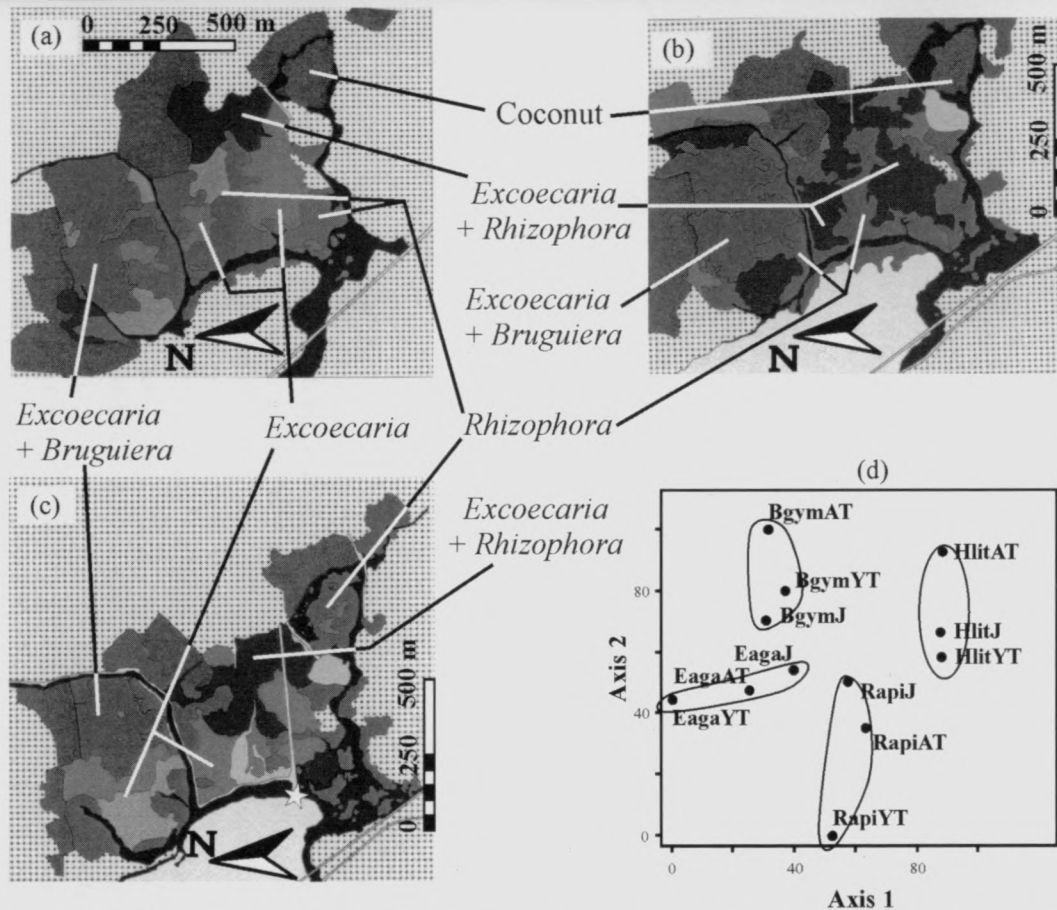 (a)
0 250 500 m
N
(b)
500 m
250
0
N
Coconut
Excoecaria
+ Rhizophora
Excoecaria
+ Bruguiera
Excoecaria
+ Bruguiera
Excoecaria
Rhizophora
Excoecaria
+ Rhizophora
(c)
500 m
250
0
N
(d)
BgymAT
BgymYT
BgymJ
HlitAT
HlitJ
HlitYT
EagaJ
EagaAT
EagaYT
RapiJ
RapiAT
RapiYT
Axis 2
80
40
0
0 40 80
Axis 1